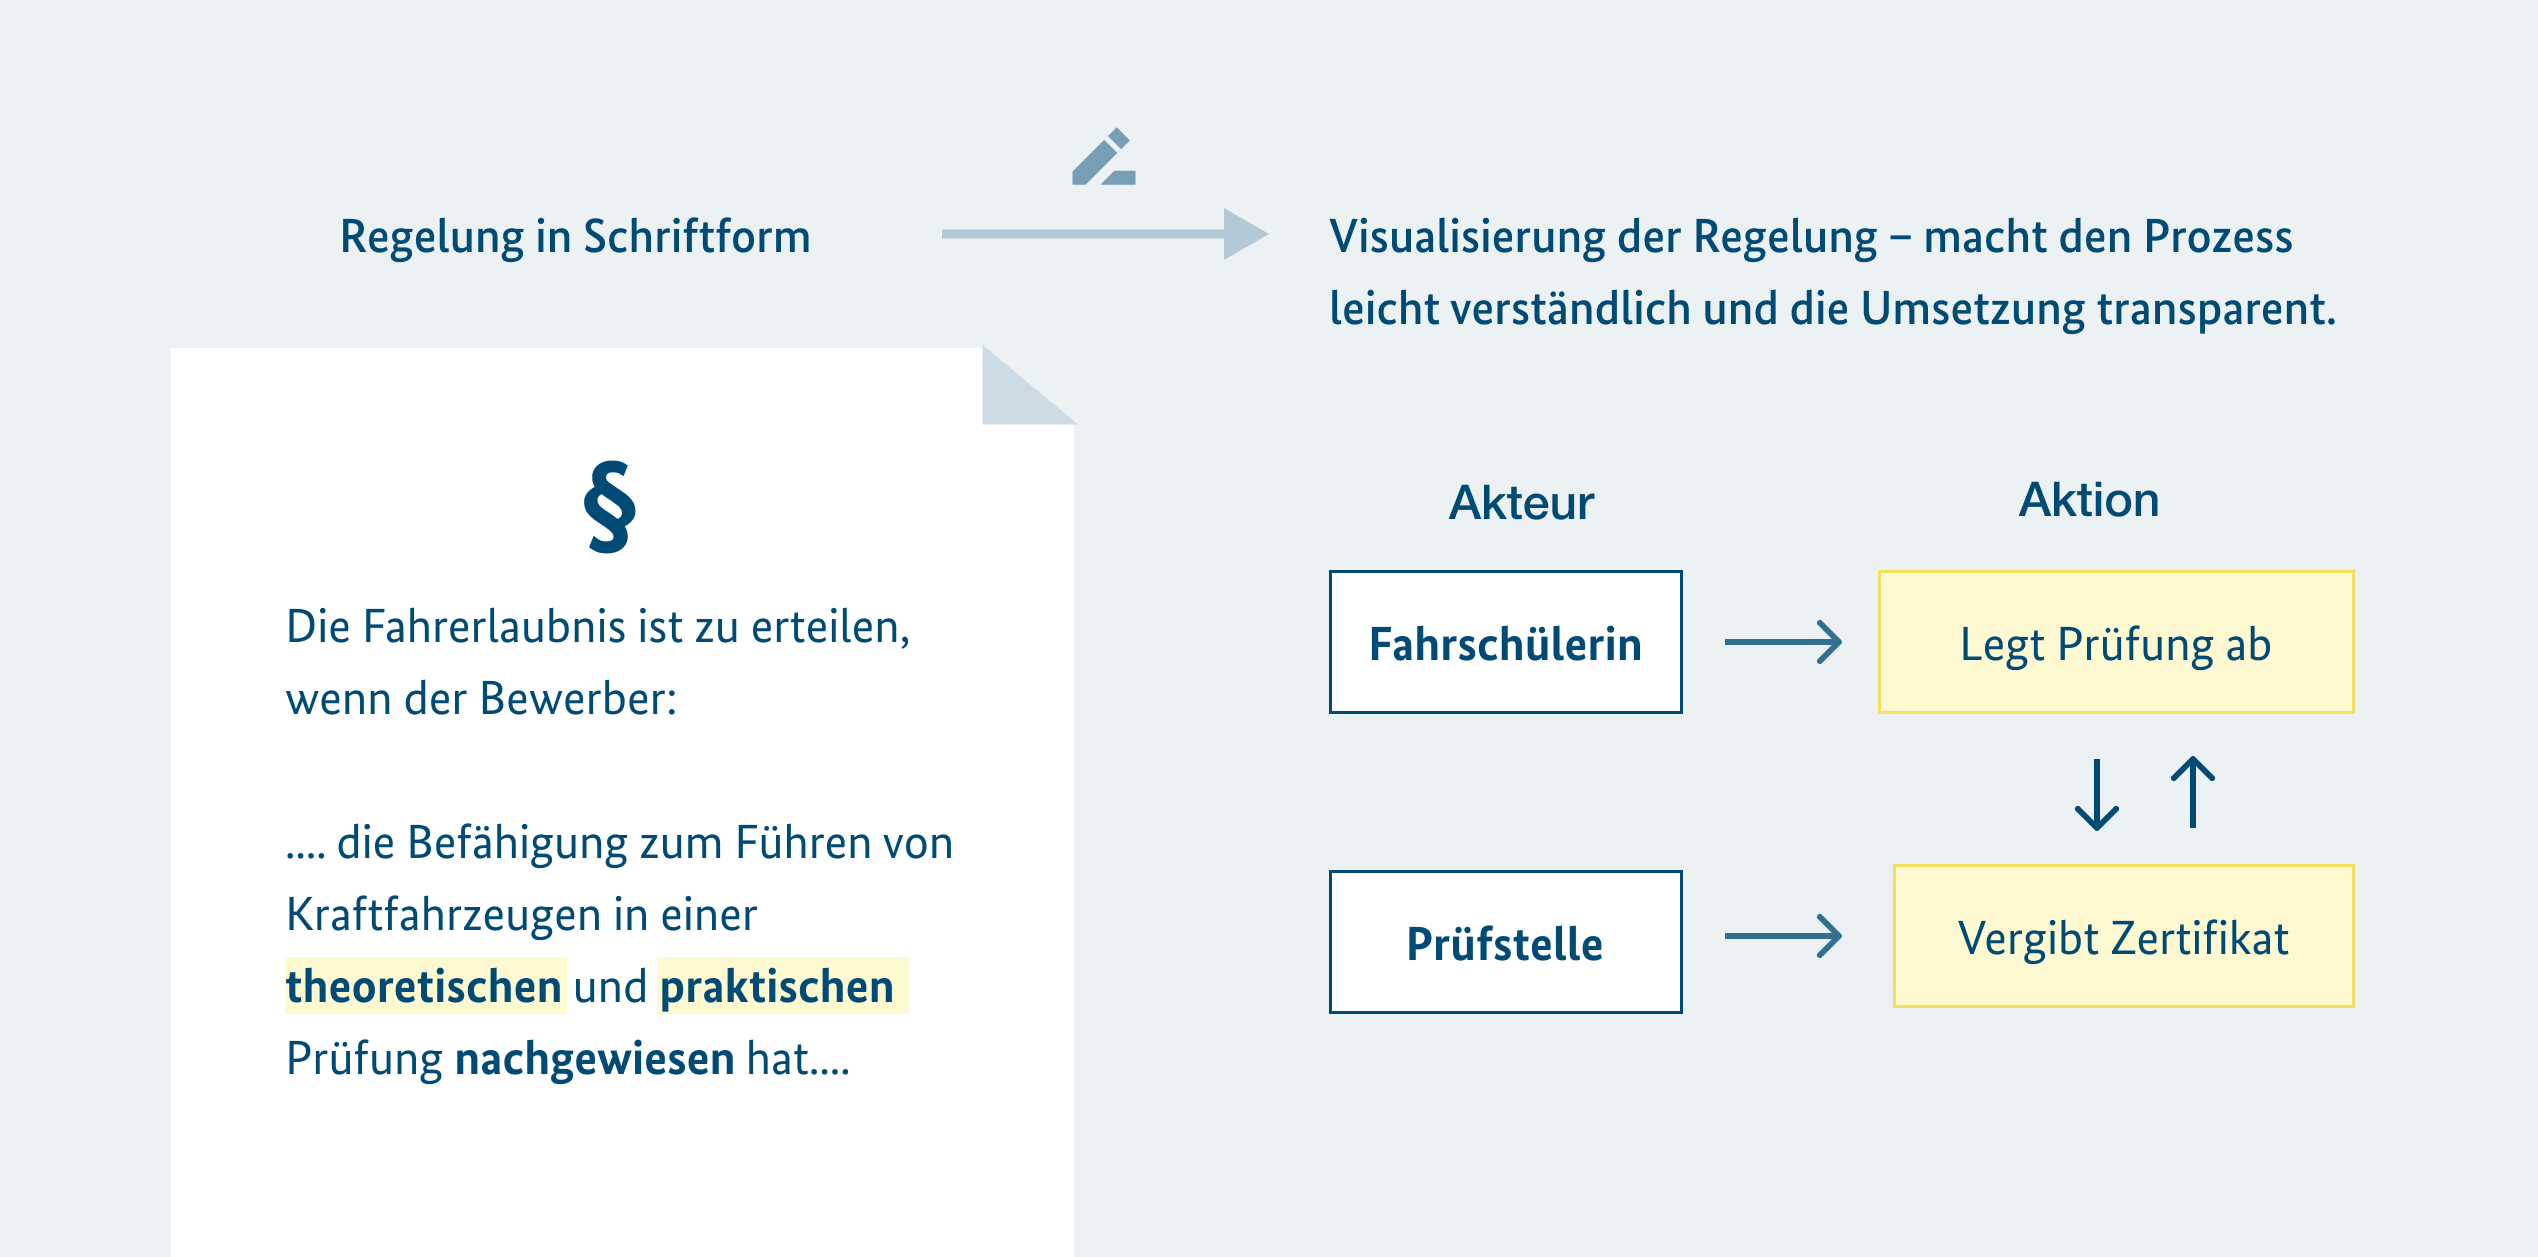 Regelung in Schriftform
Visualisierung der Regelung – macht den Prozess
leicht verständlich und die Umsetzung transparent.
§
Die Fahrerlaubnis ist zu erteilen,
wenn der Bewerber:
.... die Befähigung zum Führen von
Kraftfahrzeugen in einer
theoretischen und praktischen
Prüfung nachgewiesen hat....
Akteur
Aktion
Fahrschülerin
Legt Prüfung ab
Prüfstelle
Vergibt Zertifikat